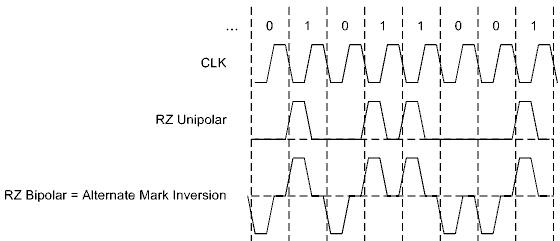 ... 0 1 0 1 1 0 0 1
CLK
RZ Unipolar
RZ Bipolar = Alternate Mark Inversion